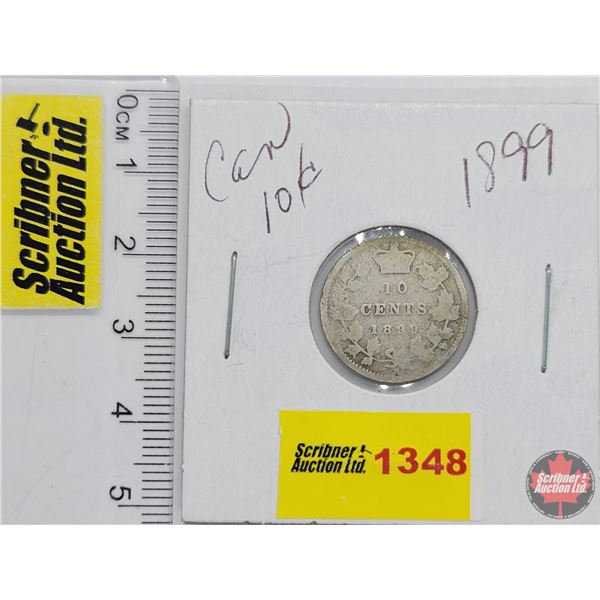 Scribner
Auction Ltd.
0CM
1
2
3
4
5
Can
10¢
1899
10
CENTS
1899
Scribner
Auction Ltd.
1348
Scribner
Auction Ltd.